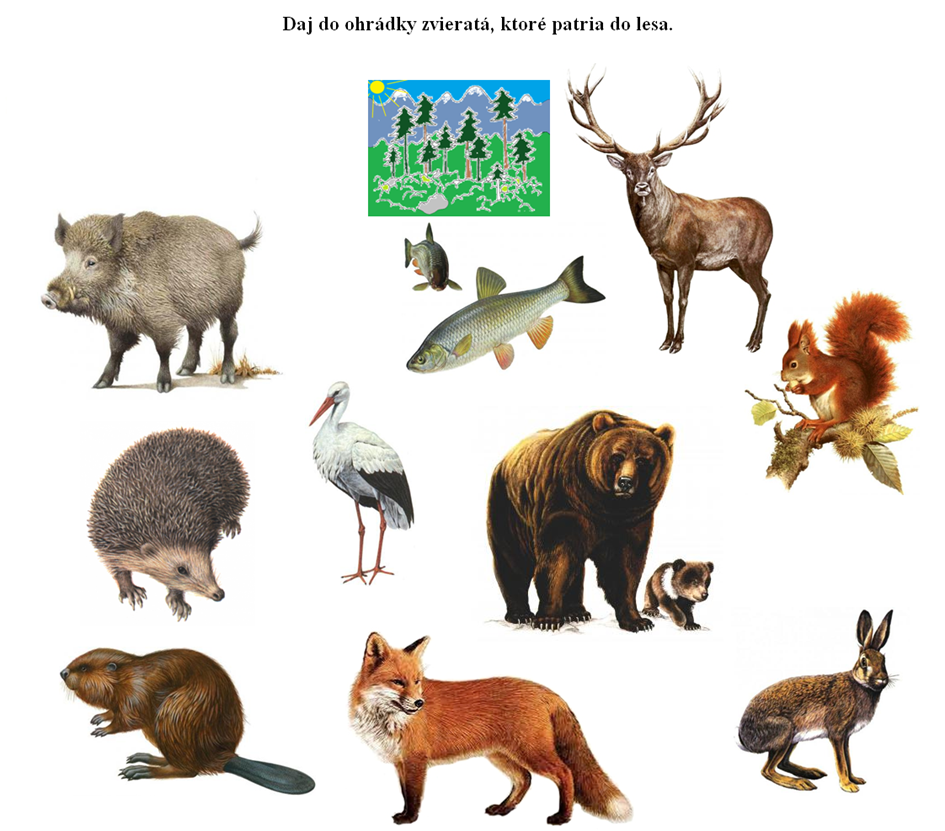 Daj do ohrádky zvieratá, ktoré patria do lesa.